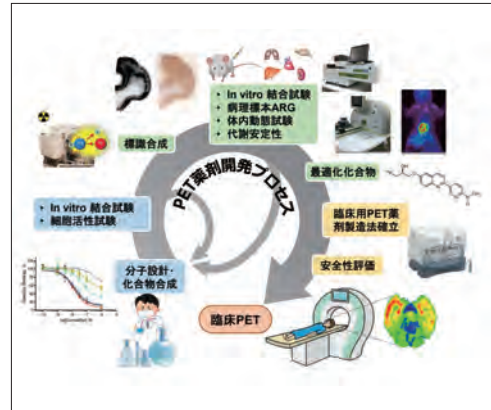 • In vitro 結合試験
• 病理標本ARG
• 体内動態試験
• 代謝安定性
標識合成
PET薬剤開発プロセス
最適化化合物
• In vitro 結合試験
• 細胞活性試験
臨床用PET薬
剤製造法確立
安全性評価
分子設計・
化合物合成
臨床PET